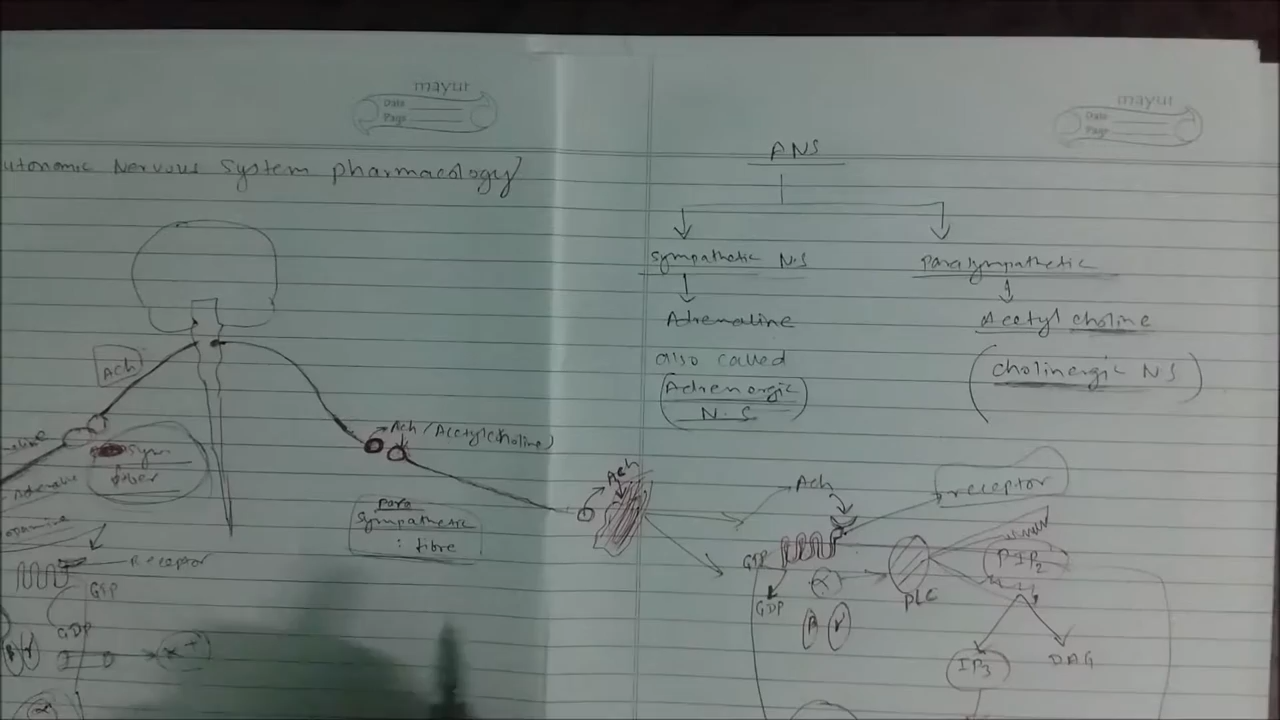 mayur
Date
Page
utonomic Nervous System pharmacology
Ach
Sym
fiber
Ach (Acetylcholine)
Para
Sympathetic
: fibre
Receptor
GTP
GDP
Ach
mayur
Date
Page
ANS
Sympathetic N.S
Parasympathetic
Adrenaline
Acetyl choline
also called
(cholinergic NS)
(Adrenergic
N.S)
Ach
receptor
GTP
GDP
α
β γ
PLC
PIP2
IP3
DAG